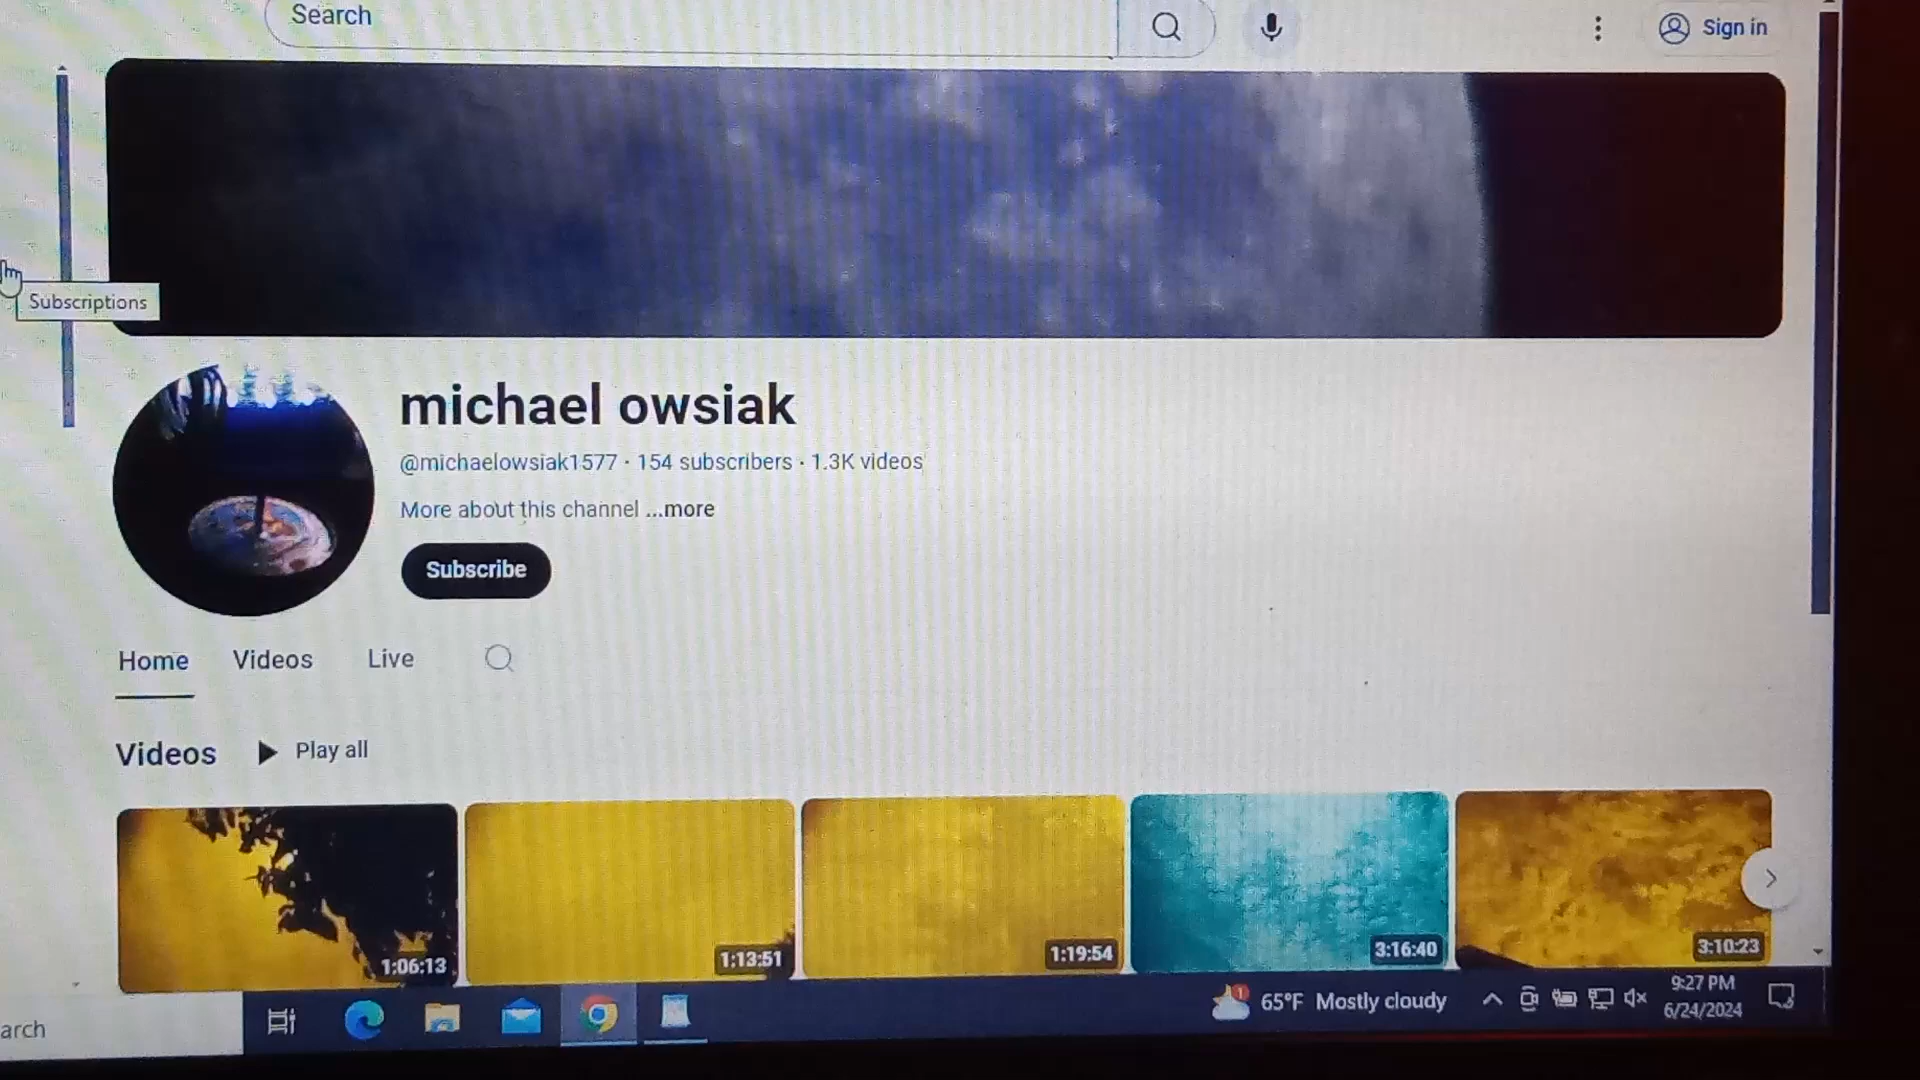 Search
Sign in
Subscriptions
michael owsiak
@michaelowsiak1577 · 154 subscribers · 1.3K videos
More about this channel ...more
Subscribe
Home Videos Live
Videos Play all
1:06:13 1:13:51 1:19:54 3:16:40 3:10:23
arch
1
65°F Mostly cloudy
9:27 PM
6/24/2024